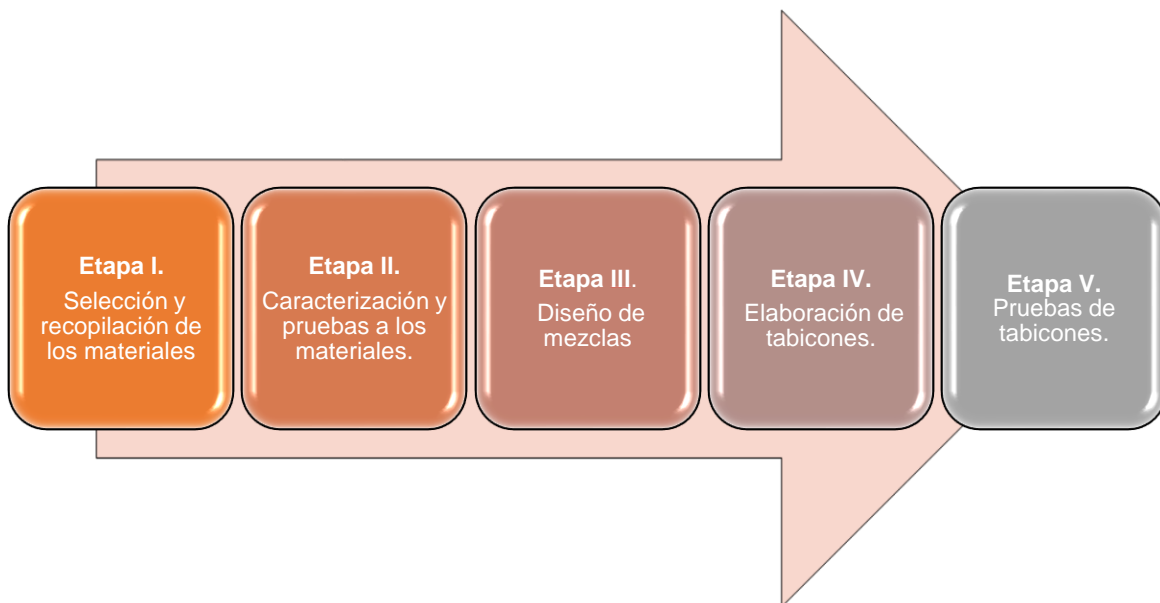 Etapa I.
Selección y
recopilación de
los materiales
Etapa II.
Caracterización y
pruebas a los
materiales.
Etapa III.
Diseño de
mezclas
Etapa IV.
Elaboración de
tabicones.
Etapa V.
Pruebas de
tabicones.